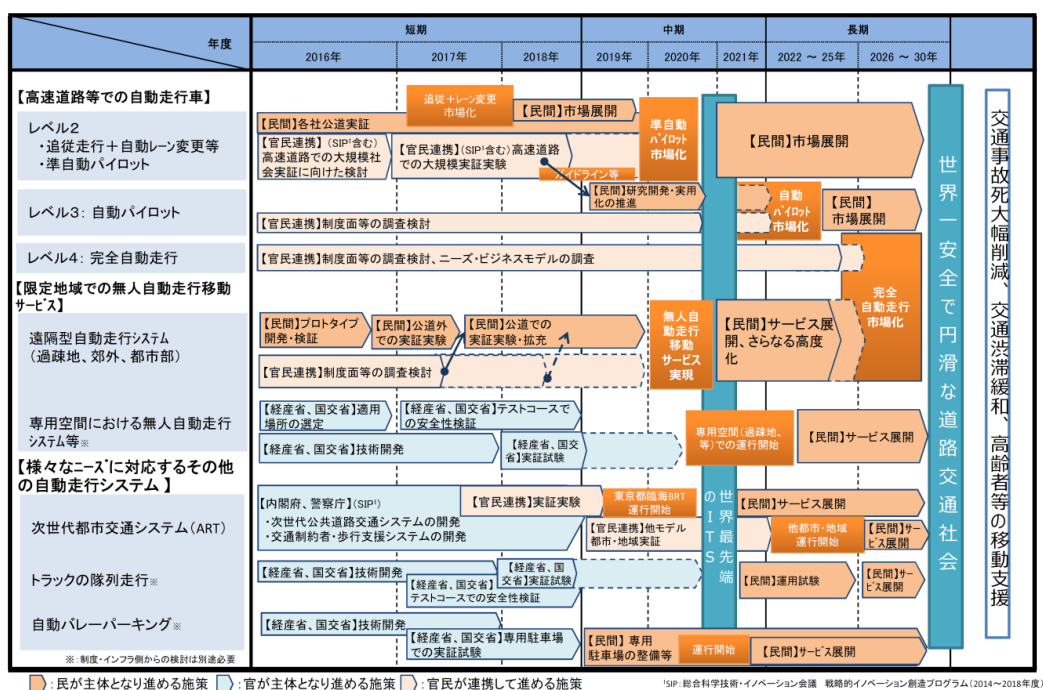 年度
短期
中期
長期
2016年
2017年
2018年
2019年
2020年
2021年
2022 ～ 25年
2026 ～ 30年
【高速道路等での自動走行車】
レベル２
・追従走行＋自動レーン変更等
・準自動パイロット
追従＋レーン変更
市場化
【民間】市場展開
【民間】各社公道実証
【官民連携】（SIP¹含む）
高速道路での大規模社
会実証に向けた検討
【官民連携】（SIP¹含む）高速道路
での大規模実証実験
ガイドライン等
準自動
パイロット
市場化
【民間】市場展開
レベル３：自動パイロット
【民間】研究開発・実用
化の推進
自動
パイロット
市場化
【民間】
市場展開
【官民連携】制度面等の調査検討
レベル４：完全自動走行
【官民連携】制度面等の調査検討、ニーズ・ビジネスモデルの調査
完全
自動走行
市場化
【限定地域での無人自動走行移動
サービス】
遠隔型自動走行システム
（過疎地、郊外、都市部）
【民間】プロトタイプ
開発・検証
【民間】公道外
での実証実験
【民間】公道での
実証実験・拡充
【官民連携】制度面等の調査検討
無人自
動走行
移動
サービス
実現
【民間】サービス展
開、さらなる高度
化
専用空間における無人自動走行
システム等※
【経産省、国交省】適用
場所の選定
【経産省、国交省】テストコースで
の安全性検証
【経産省、国交省】技術開発
【経産省、国交
省】実証試験
専用空間（過疎地、
等）での運行開始
【民間】サービス展開
【様々なニーズに対応するその他
の自動走行システム】
次世代都市交通システム（ART）
【内閣府、警察庁】（SIP¹）
・次世代公共道路交通システムの開発
・交通制約者・歩行支援システムの開発
【官民連携】実証実験
東京都臨海BRT
運行開始
【民間】サービス展開
【官民連携】他モデル
都市・地域実証
他都市・地域
運行開始
【民間】サー
ビス展開
トラックの隊列走行※
【経産省、国交省】技術開発
【経産省、国交
省】実証試験
【経産省、国交省】
テストコースでの安全性検証
【民間】運用試験
【民間】サー
ビス展開
自動バレーパーキング※
【経産省、国交省】技術開発
【経産省、国交省】専用駐車場
での実証試験
【民間】専用
駐車場の整備等
運行開始
【民間】サービス展開
世界最先端
のITS
世界一安全で円滑な道路交通社会
交通事故死大幅削減、交通渋滞緩和、高齢者等の移動支援
※：制度・インフラ側からの検討は別途必要
：民が主体となり進める施策
：官が主体となり進める施策
：官民が連携して進める施策
¹SIP：総合科学技術・イノベーション会議　戦略的イノベーション創造プログラム（2014～2018年度）